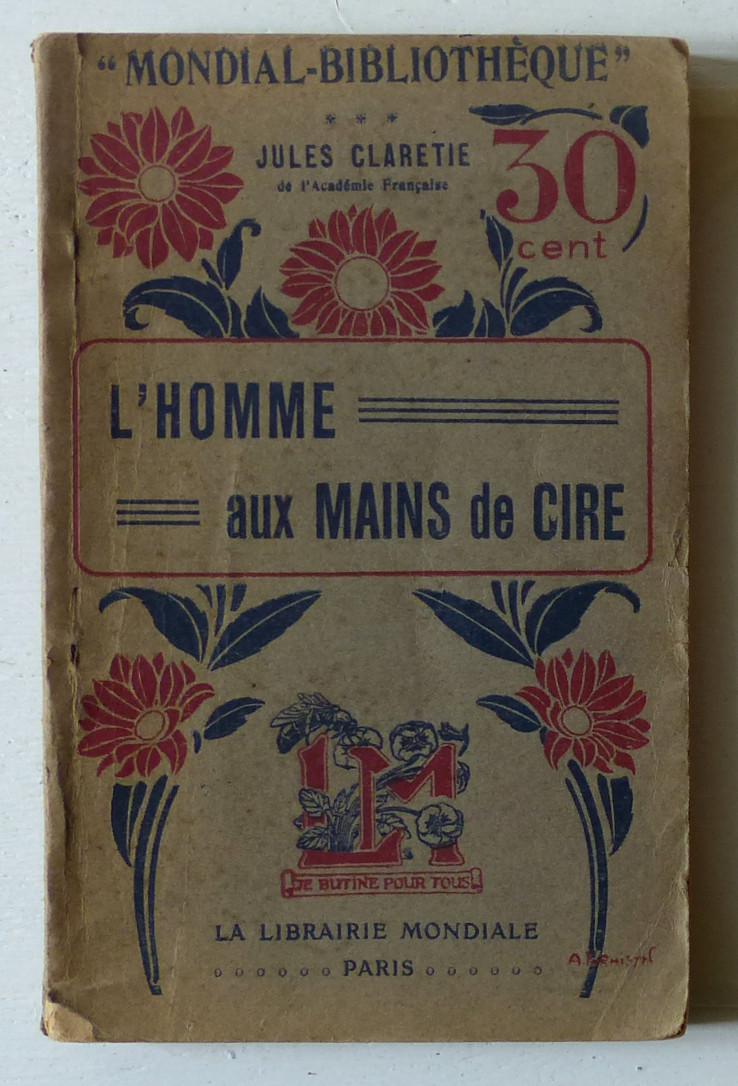 "MONDIAL-BIBLIOTHÈQUE"
* * *
JULES CLARETIE
de l'Académie Française
30
cent
L'HOMME
aux MAINS de CIRE
LM
JE BUTINE POUR TOUS
LA LIBRAIRIE MONDIALE
PARIS